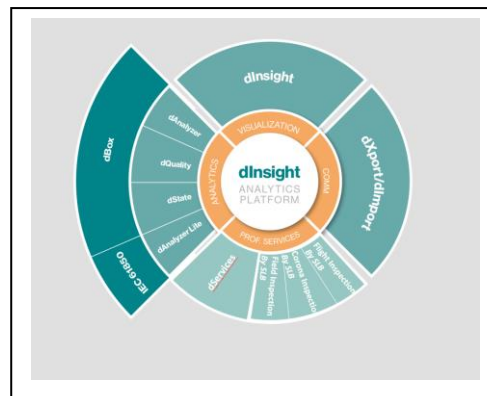 dInsight
VISUALIZATION
dXport/dImport
COMM
dInsight
ANALYTICS
PLATFORM
ANALYTICS
PROF. SERVICES
dBox
IEC 61850
dAnalyzer
dQuality
dState
dAnalyzer Lite
dServices
Field Inspection
By SLB
Corona Inspection
By SLB
Flight Inspection
By SLB